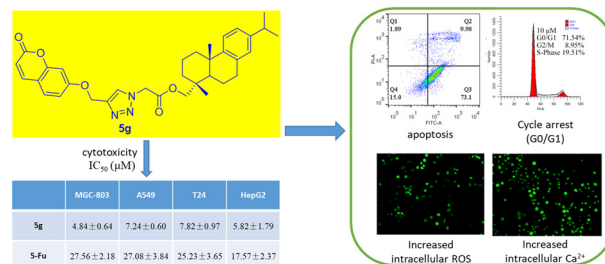 O
O
O
N
N=N
O
O
H
5g
cytotoxicity
IC50 (μM)
MGC-803 A549 T24 HepG2
5g 4.84±0.64 7.24±0.60 7.82±0.97 5.82±1.79
5-Fu 27.56±2.18 27.08±3.84 25.23±3.65 17.57±2.37
Q1
1.89
Q2
9.98
Q4
15.0
Q3
73.1
FITC-A
apoptosis
10 μM
G0/G1 71.54%
G2/M 8.95%
S-Phase 19.51%
Cycle arrest
(G0/G1)
Increased
intracellular ROS
Increased
intracellular Ca²⁺